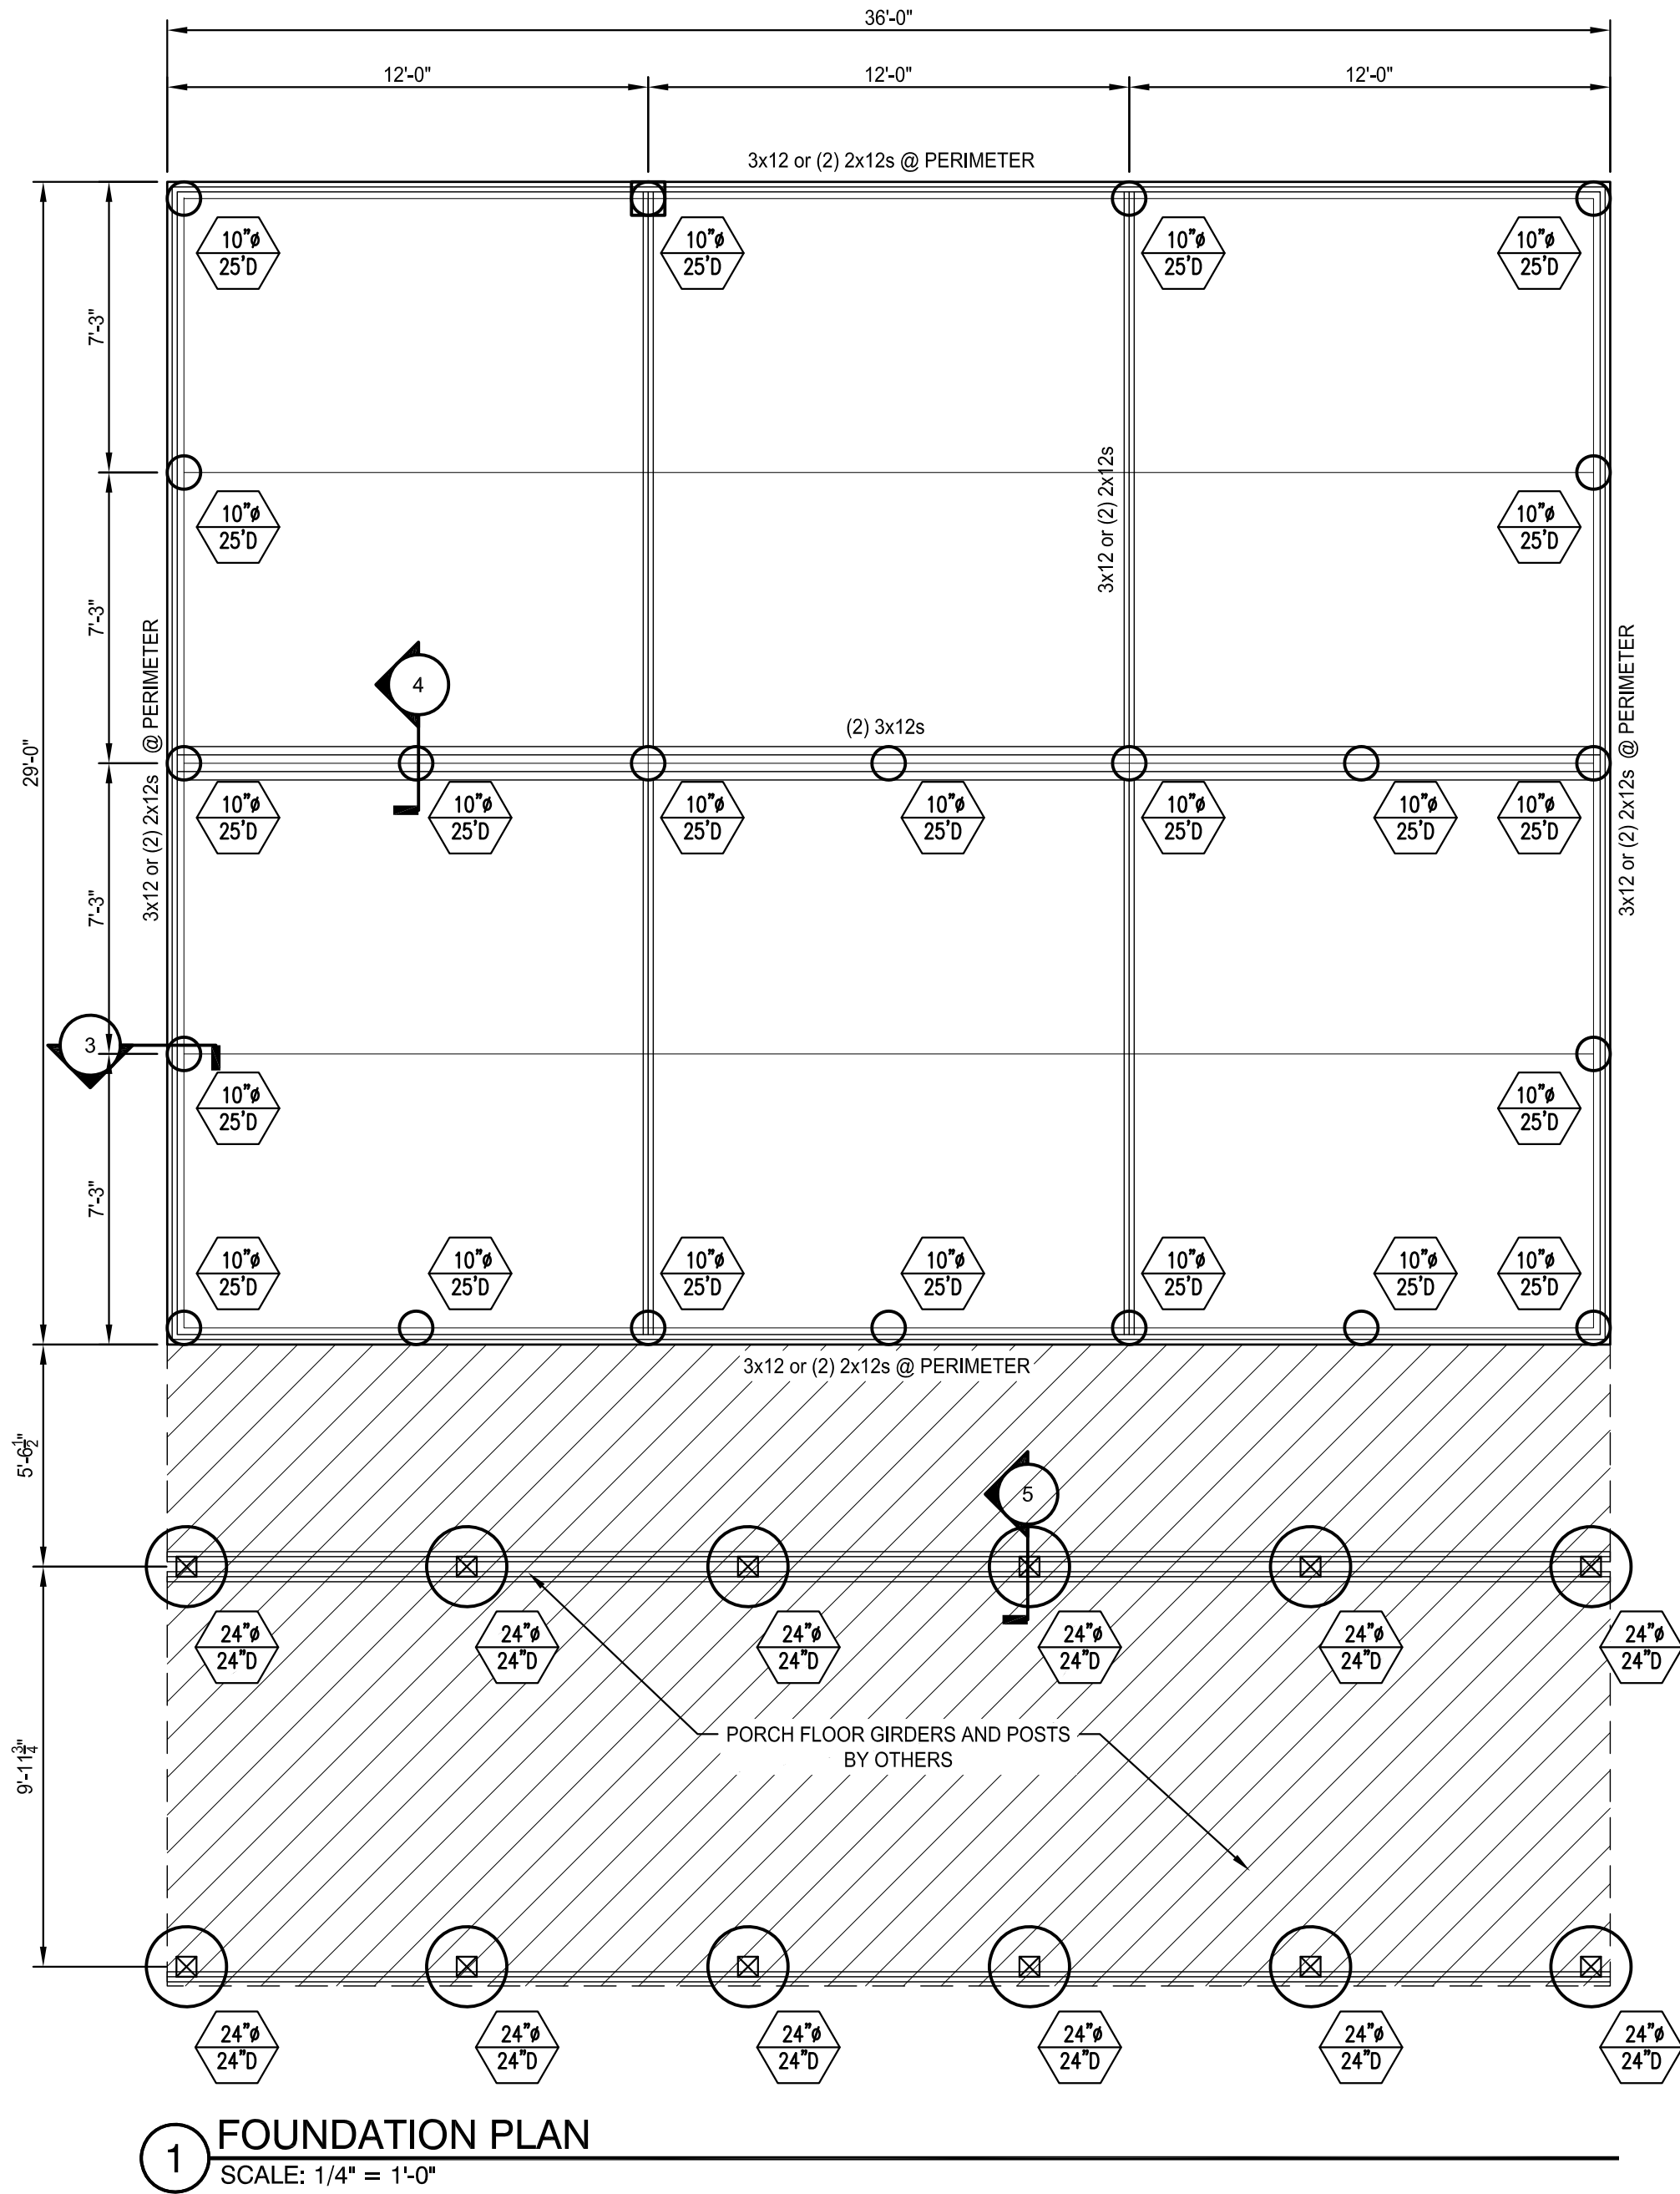 36'-0"
12'-0" 12'-0" 12'-0"
3x12 or (2) 2x12s @ PERIMETER
10"ø 10"ø 10"ø 10"ø
25'D 25'D 25'D 25'D
7'-3"
3x12 or (2) 2x12s
10"ø 10"ø
25'D 25'D
7'-3"
3x12 or (2) 2x12s @ PERIMETER
3x12 or (2) 2x12s @ PERIMETER
4
(2) 3x12s
29'-0"
10"ø 10"ø 10"ø 10"ø 10"ø 10"ø 10"ø
25'D 25'D 25'D 25'D 25'D 25'D 25'D
7'-3"
3
10"ø 10"ø
25'D 25'D
7'-3"
10"ø 10"ø 10"ø 10"ø 10"ø 10"ø 10"ø
25'D 25'D 25'D 25'D 25'D 25'D 25'D
3x12 or (2) 2x12s @ PERIMETER
5'-6 1/2"
5
24"ø 24"ø 24"ø 24"ø 24"ø 24"ø
24"D 24"D 24"D 24"D 24"D 24"D
PORCH FLOOR GIRDERS AND POSTS
BY OTHERS
9'-11 3/4"
24"ø 24"ø 24"ø 24"ø 24"ø 24"ø
24"D 24"D 24"D 24"D 24"D 24"D
1 FOUNDATION PLAN
SCALE: 1/4" = 1'-0"